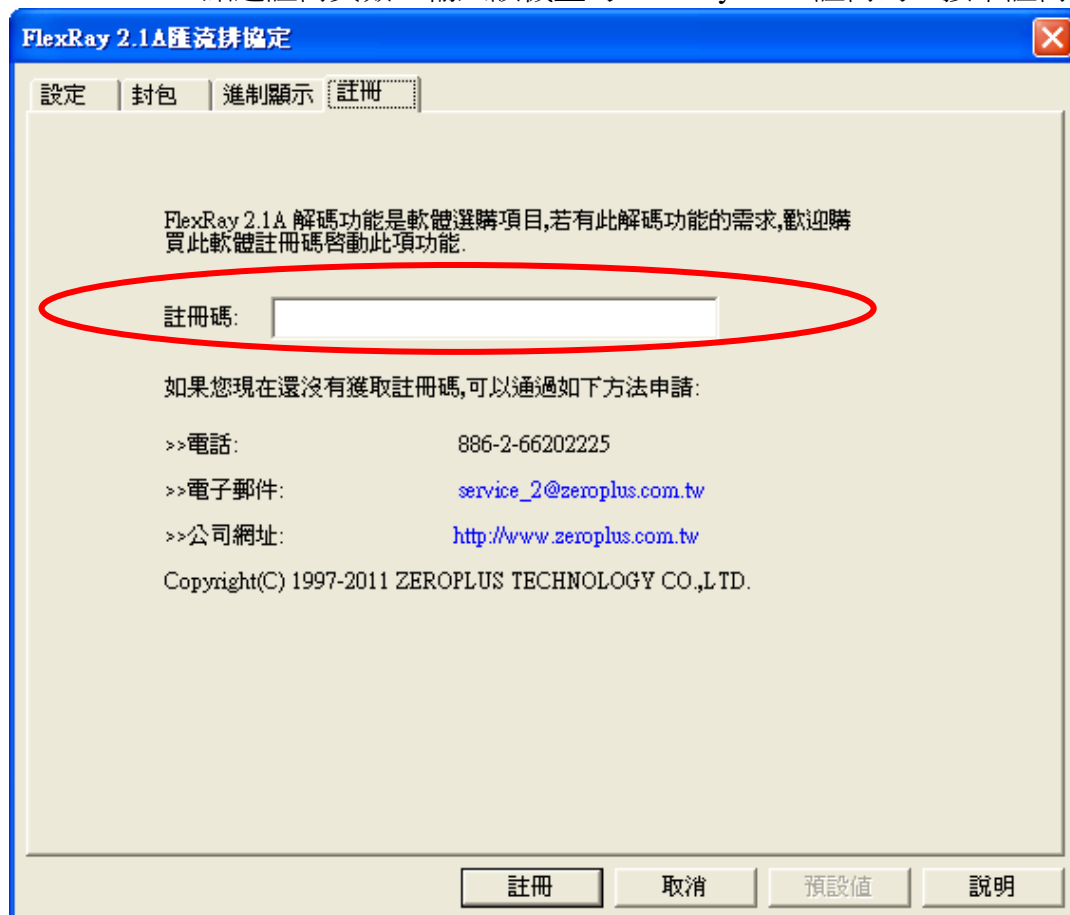 FlexRay 2.1A匯流排協定
設定 封包 進制顯示 註冊
FlexRay 2.1A 解碼功能是軟體選購項目,若有此解碼功能的需求,歡迎購
買此軟體註冊碼啓動此項功能.
註冊碼:
如果您現在還沒有獲取註冊碼,可以通過如下方法申請:
>>電話: 886-2-66202225
>>電子郵件: service_2@zeroplus.com.tw
>>公司網址: http://www.zeroplus.com.tw
Copyright(C) 1997-2011 ZEROPLUS TECHNOLOGY CO.,LTD.
註冊 取消 預設值 說明